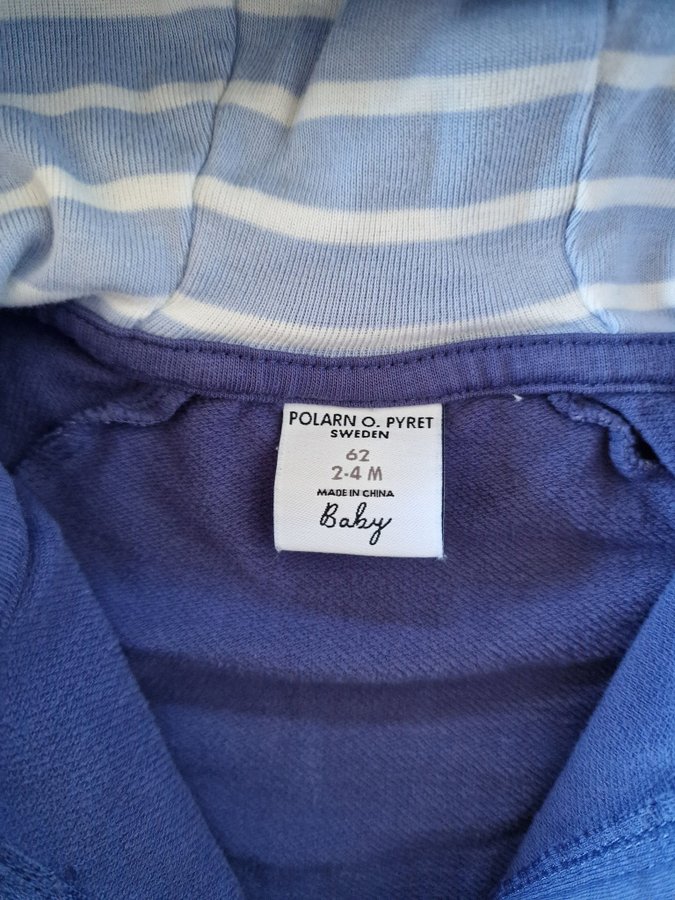 POLARN O. PYRET
SWEDEN
62
2-4 M
MADE IN CHINA
Baby